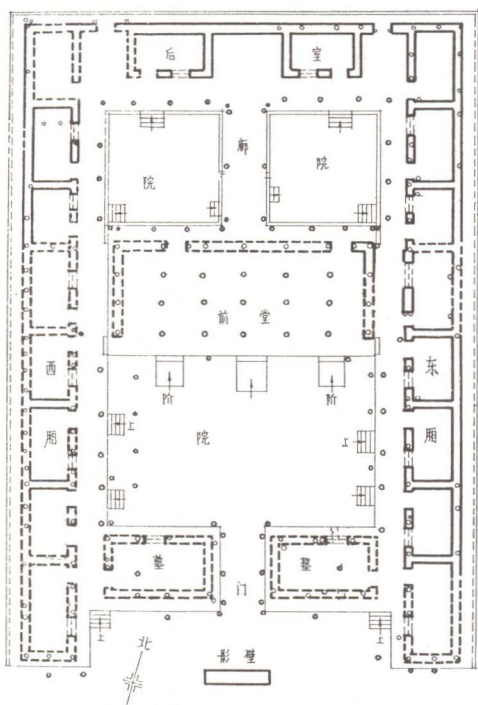 后 室
廊
院 院
前 堂
西 东
阶 阶
厢 院 厢
上 上
塾 塾
门
上 上
北
影 壁